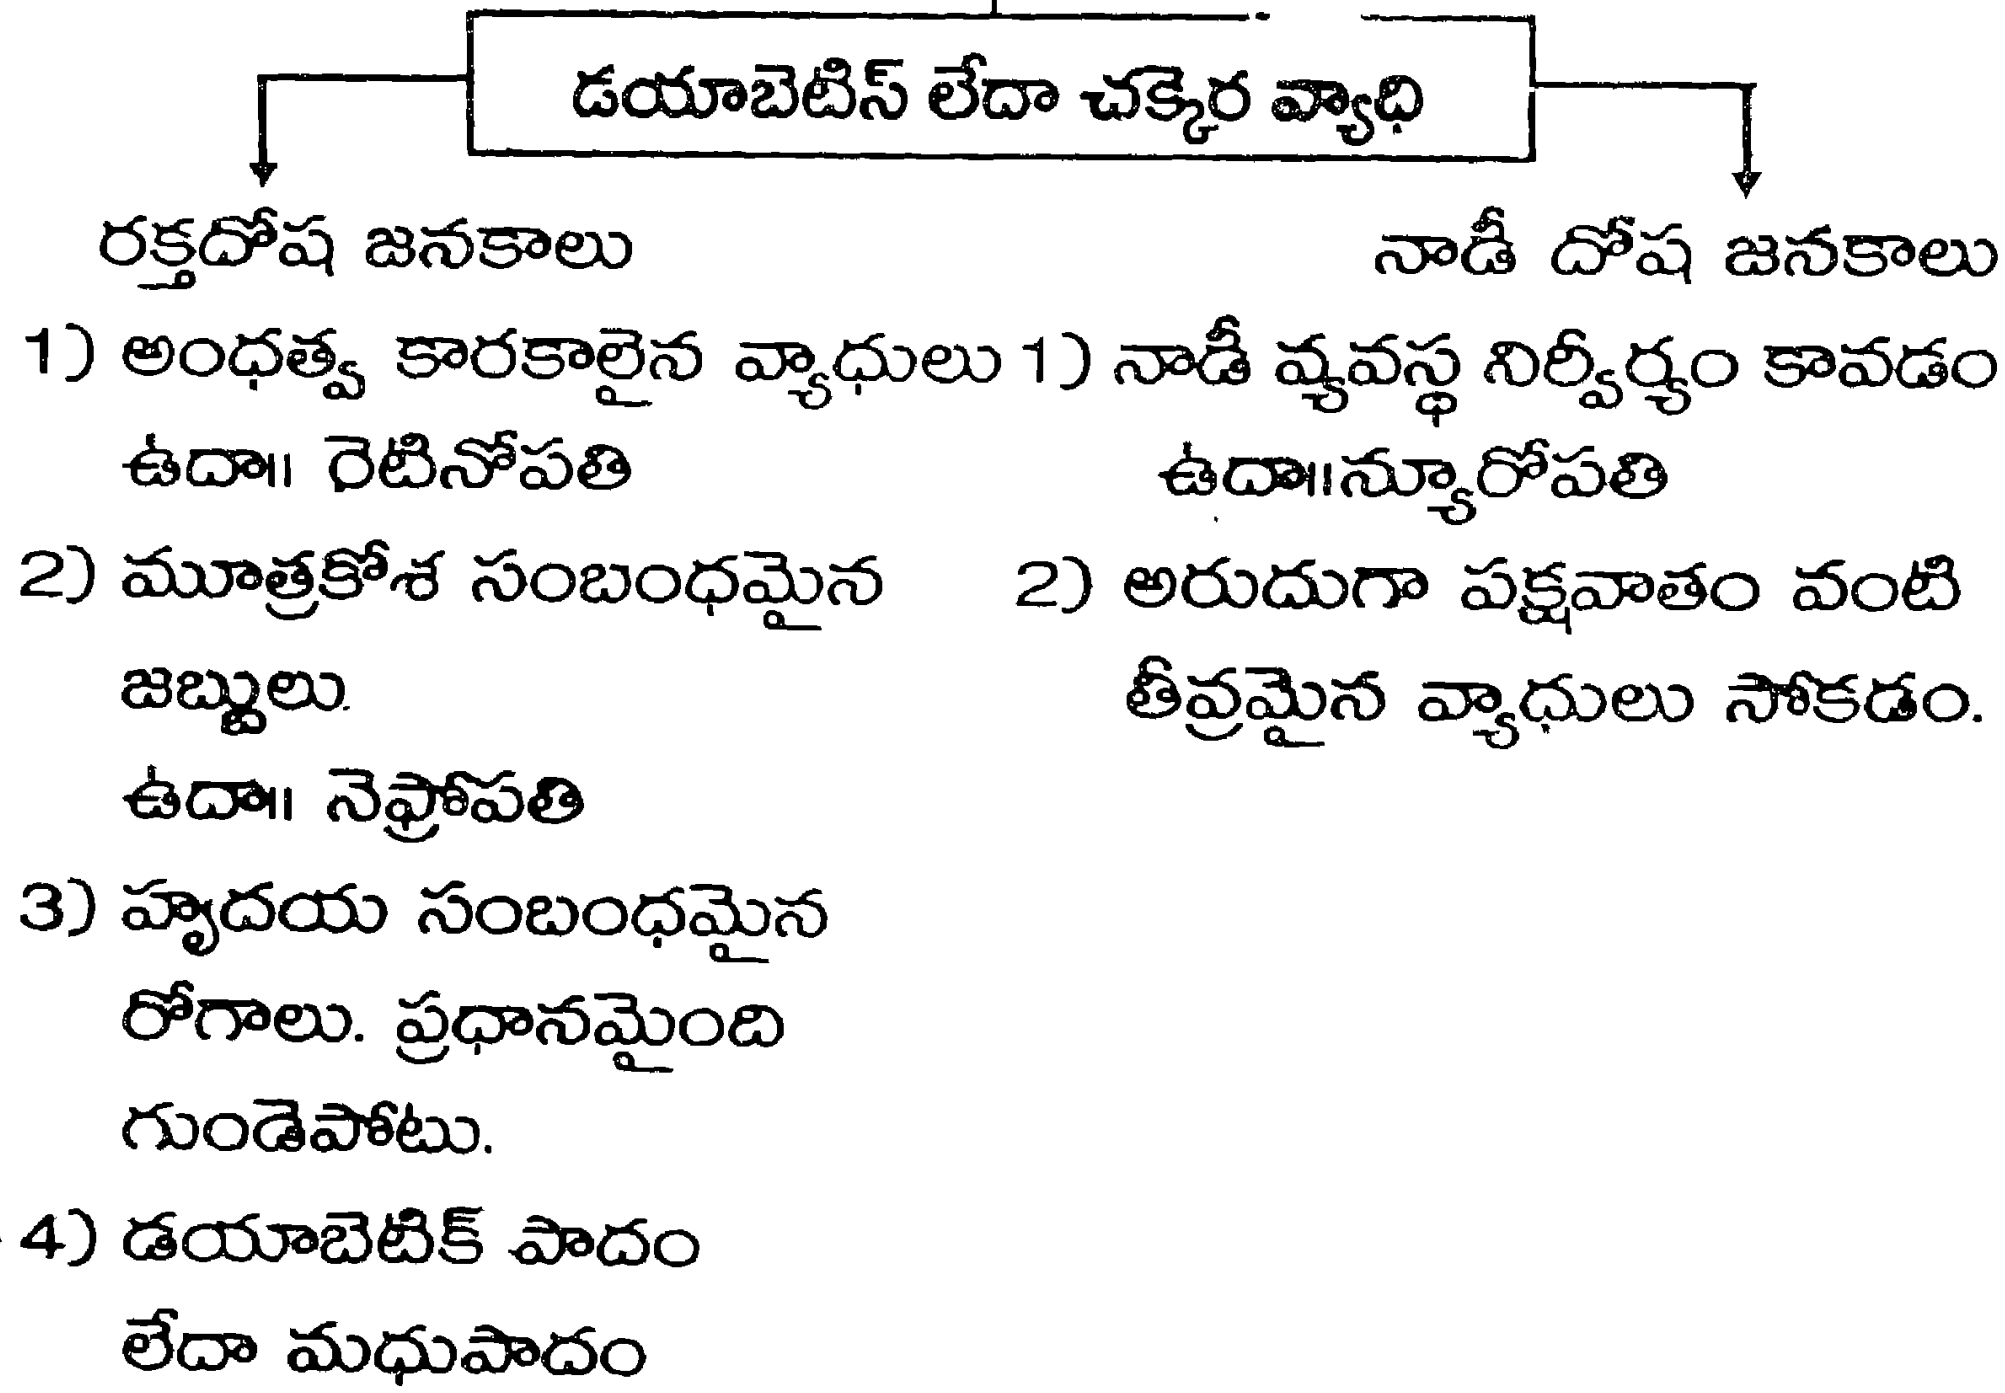 డయాబెటిస్ లేదా చక్కెర వ్యాధి
రక్తదోష జనకాలు
1) అంధత్వ కారకాలైన వ్యాధులు
ఉదా॥ రెటినోపతి
2) మూత్రకోశ సంబంధమైన
జబ్బులు.
ఉదా॥ నెఫ్రోపతి
3) హృదయ సంబంధమైన
రోగాలు. ప్రధానమైంది
గుండెపోటు.
4) డయాబెటిక్ పాదం
లేదా మధుపాదం
నాడీ దోష జనకాలు
1) నాడీ వ్యవస్థ నిర్వీర్యం కావడం
ఉదా॥న్యూరోపతి
2) అరుదుగా పక్షవాతం వంటి
తీవ్రమైన వ్యాధులు సోకడం.